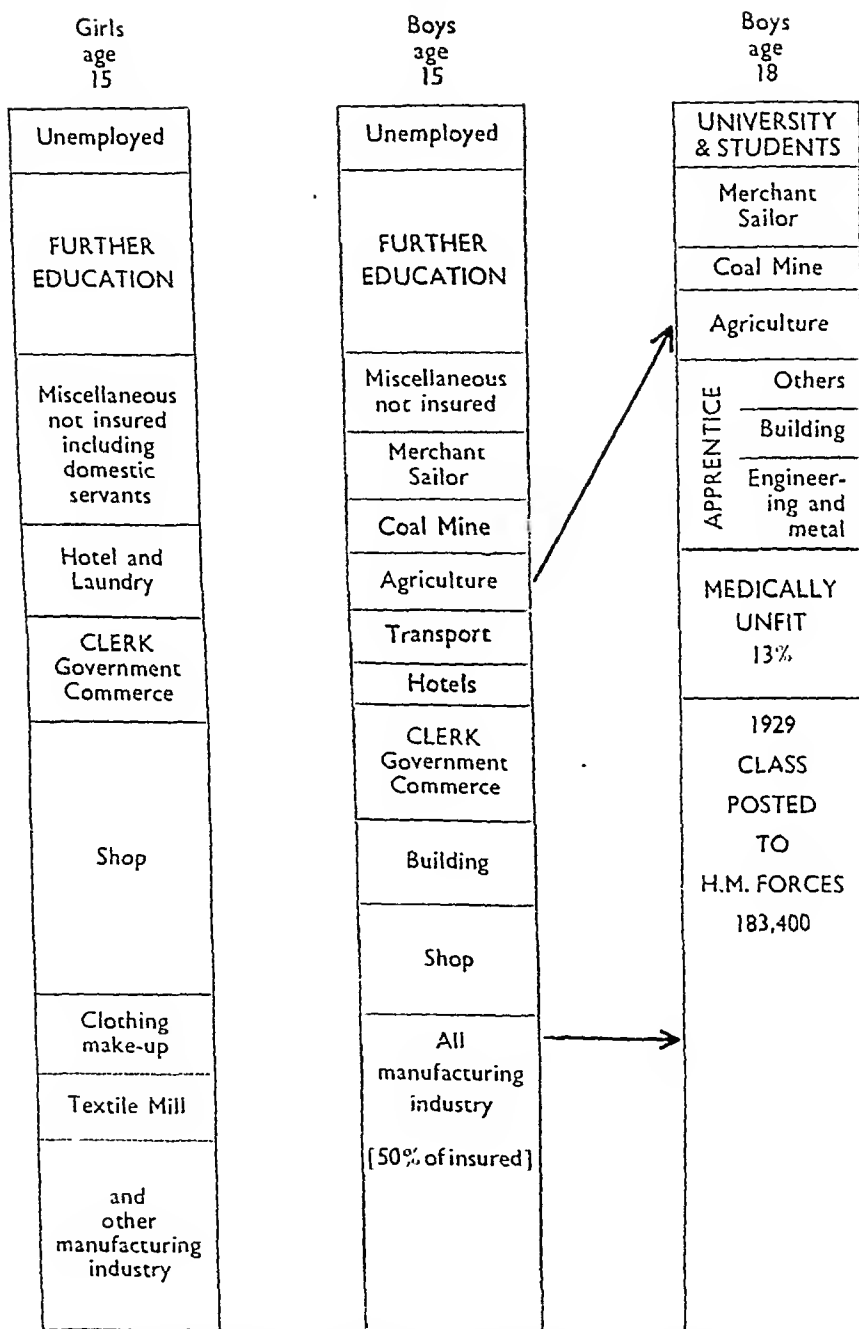 Girls
age
15
Unemployed
FURTHER
EDUCATION
Miscellaneous
not insured
including
domestic
servants
Hotel and
Laundry
CLERK
Government
Commerce
Shop
Clothing
make-up
Textile Mill
and
other
manufacturing
industry
Boys
age
15
Unemployed
FURTHER
EDUCATION
Miscellaneous
not insured
Merchant
Sailor
Coal Mine
Agriculture
Transport
Hotels
CLERK
Government
Commerce
Building
Shop
All
manufacturing
industry
[50% of insured]
Boys
age
18
UNIVERSITY
& STUDENTS
Merchant
Sailor
Coal Mine
Agriculture
APPRENTICE
Others
Building
Engineer-
ing and
metal
MEDICALLY
UNFIT
13%
1929
CLASS
POSTED
TO
H.M. FORCES
183,400